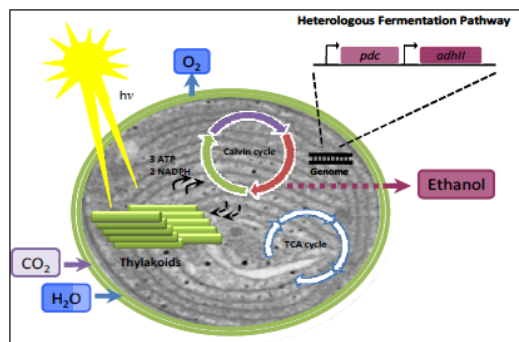 Heterologous Fermentation Pathway
pdc
adhII
O₂
hν
Calvin cycle
3 ATP
2 NADPH
Genome
Ethanol
Thylakoids
TCA cycle
CO₂
H₂O